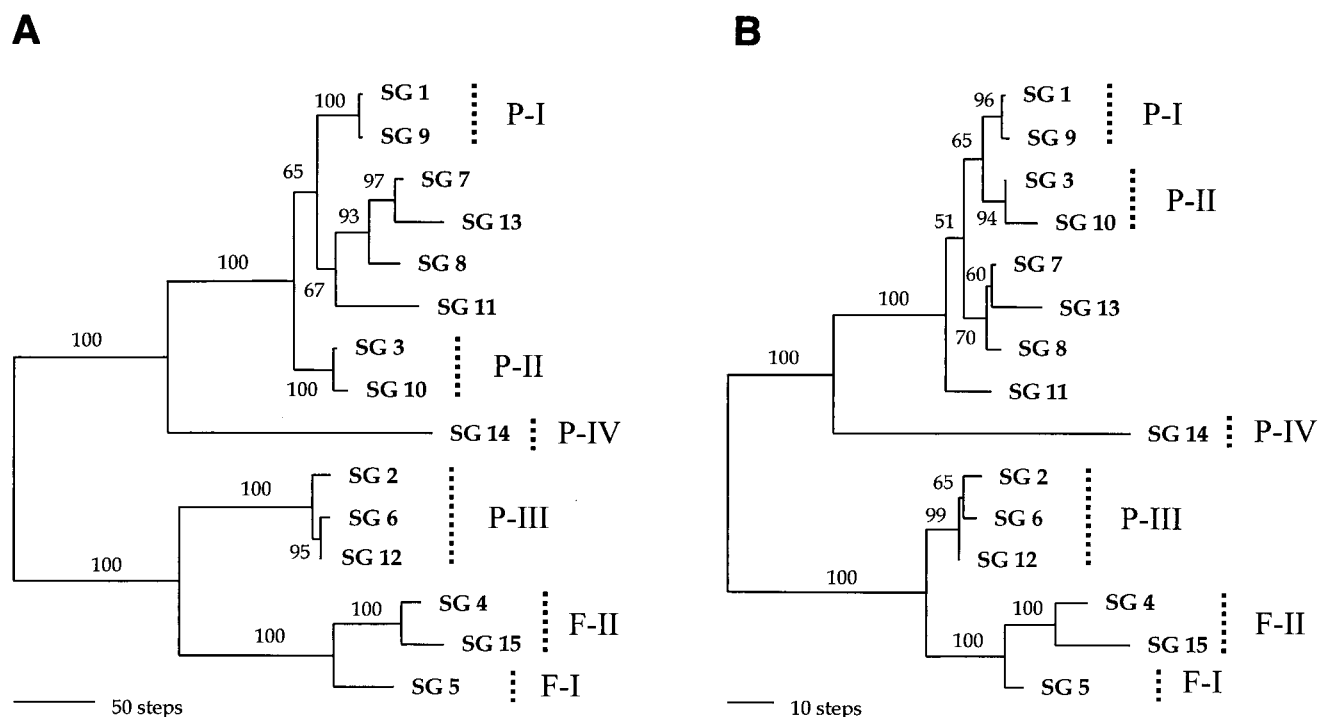 A
100
SG 1
SG 9
P-I
65
97
SG 7
93
SG 13
SG 8
100
67
SG 11
100
SG 3
100
SG 10
P-II
SG 14
P-IV
100
SG 2
SG 6
95
SG 12
P-III
100
100
SG 4
SG 15
F-II
100
SG 5
F-I
50 steps
B
96
SG 1
SG 9
P-I
65
SG 3
94
SG 10
P-II
51
60
SG 7
SG 13
70
SG 8
100
SG 11
100
SG 14
P-IV
65
SG 2
99
SG 6
SG 12
P-III
100
100
SG 4
SG 15
F-II
100
SG 5
F-I
10 steps